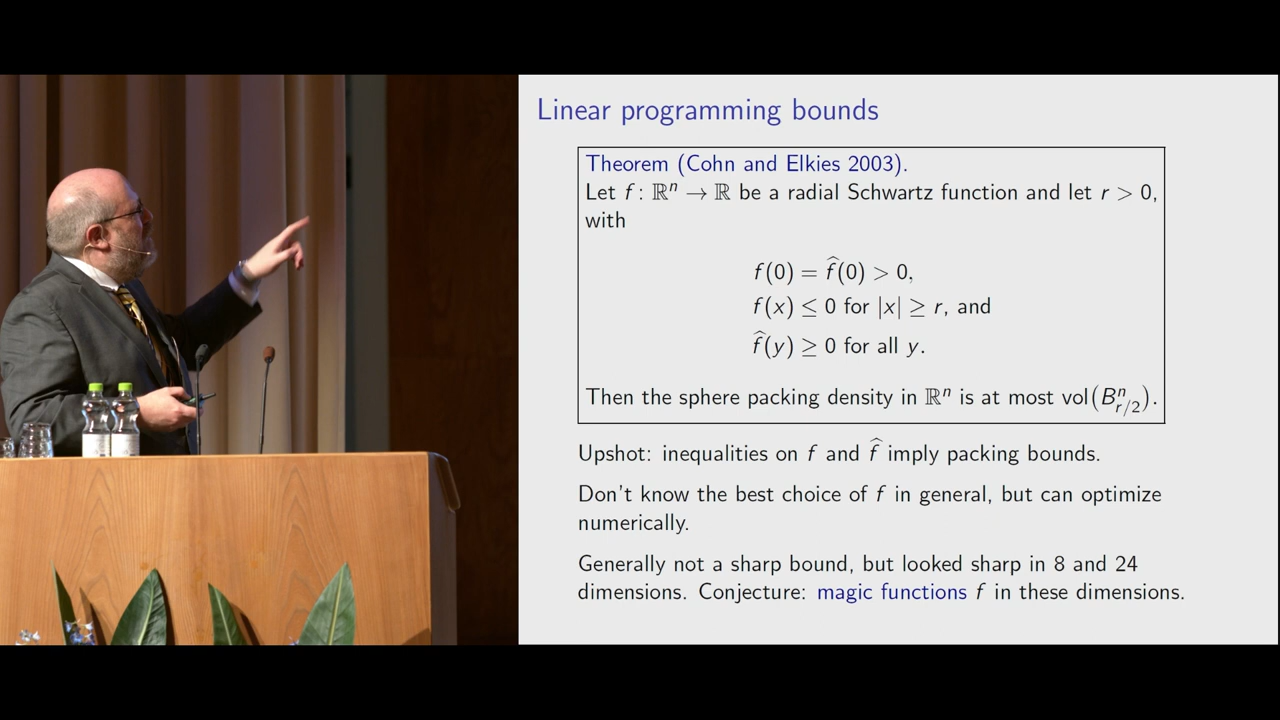 Linear programming bounds
Theorem (Cohn and Elkies 2003).
Let f : ℝⁿ → ℝ be a radial Schwartz function and let r > 0,
with
f(0) = f̂(0) > 0,
f(x) ≤ 0 for |x| ≥ r, and
f̂(y) ≥ 0 for all y.
Then the sphere packing density in ℝⁿ is at most vol(Bⁿ_{r/2}).
Upshot: inequalities on f and f̂ imply packing bounds.
Don't know the best choice of f in general, but can optimize
numerically.
Generally not a sharp bound, but looked sharp in 8 and 24
dimensions. Conjecture: magic functions f in these dimensions.